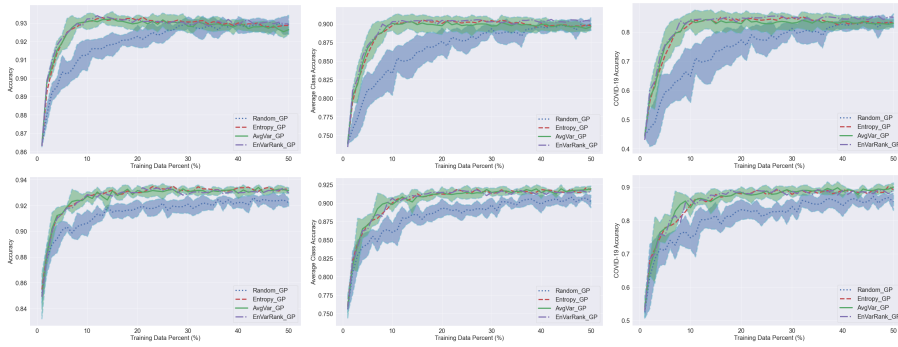 Accuracy
0.93
0.92
0.91
0.90
0.89
0.88
0.87
0.86
0 10 20 30 40 50
Training Data Percent (%)
Random_GP
Entropy_GP
AvgVar_GP
EnVarRank_GP
Average Class Accuracy
0.900
0.875
0.850
0.825
0.800
0.775
0.750
0 10 20 30 40 50
Training Data Percent (%)
Random_GP
Entropy_GP
AvgVar_GP
EnVarRank_GP
COVID-19 Accuracy
0.8
0.7
0.6
0.5
0.4
0 10 20 30 40 50
Training Data Percent (%)
Random_GP
Entropy_GP
AvgVar_GP
EnVarRank_GP
Accuracy
0.94
0.92
0.90
0.88
0.86
0.84
0 10 20 30 40 50
Training Data Percent (%)
Random_GP
Entropy_GP
AvgVar_GP
EnVarRank_GP
Average Class Accuracy
0.925
0.900
0.875
0.850
0.825
0.800
0.775
0.750
0 10 20 30 40 50
Training Data Percent (%)
Random_GP
Entropy_GP
AvgVar_GP
EnVarRank_GP
COVID-19 Accuracy
0.9
0.8
0.7
0.6
0.5
0 10 20 30 40 50
Training Data Percent (%)
Random_GP
Entropy_GP
AvgVar_GP
EnVarRank_GP